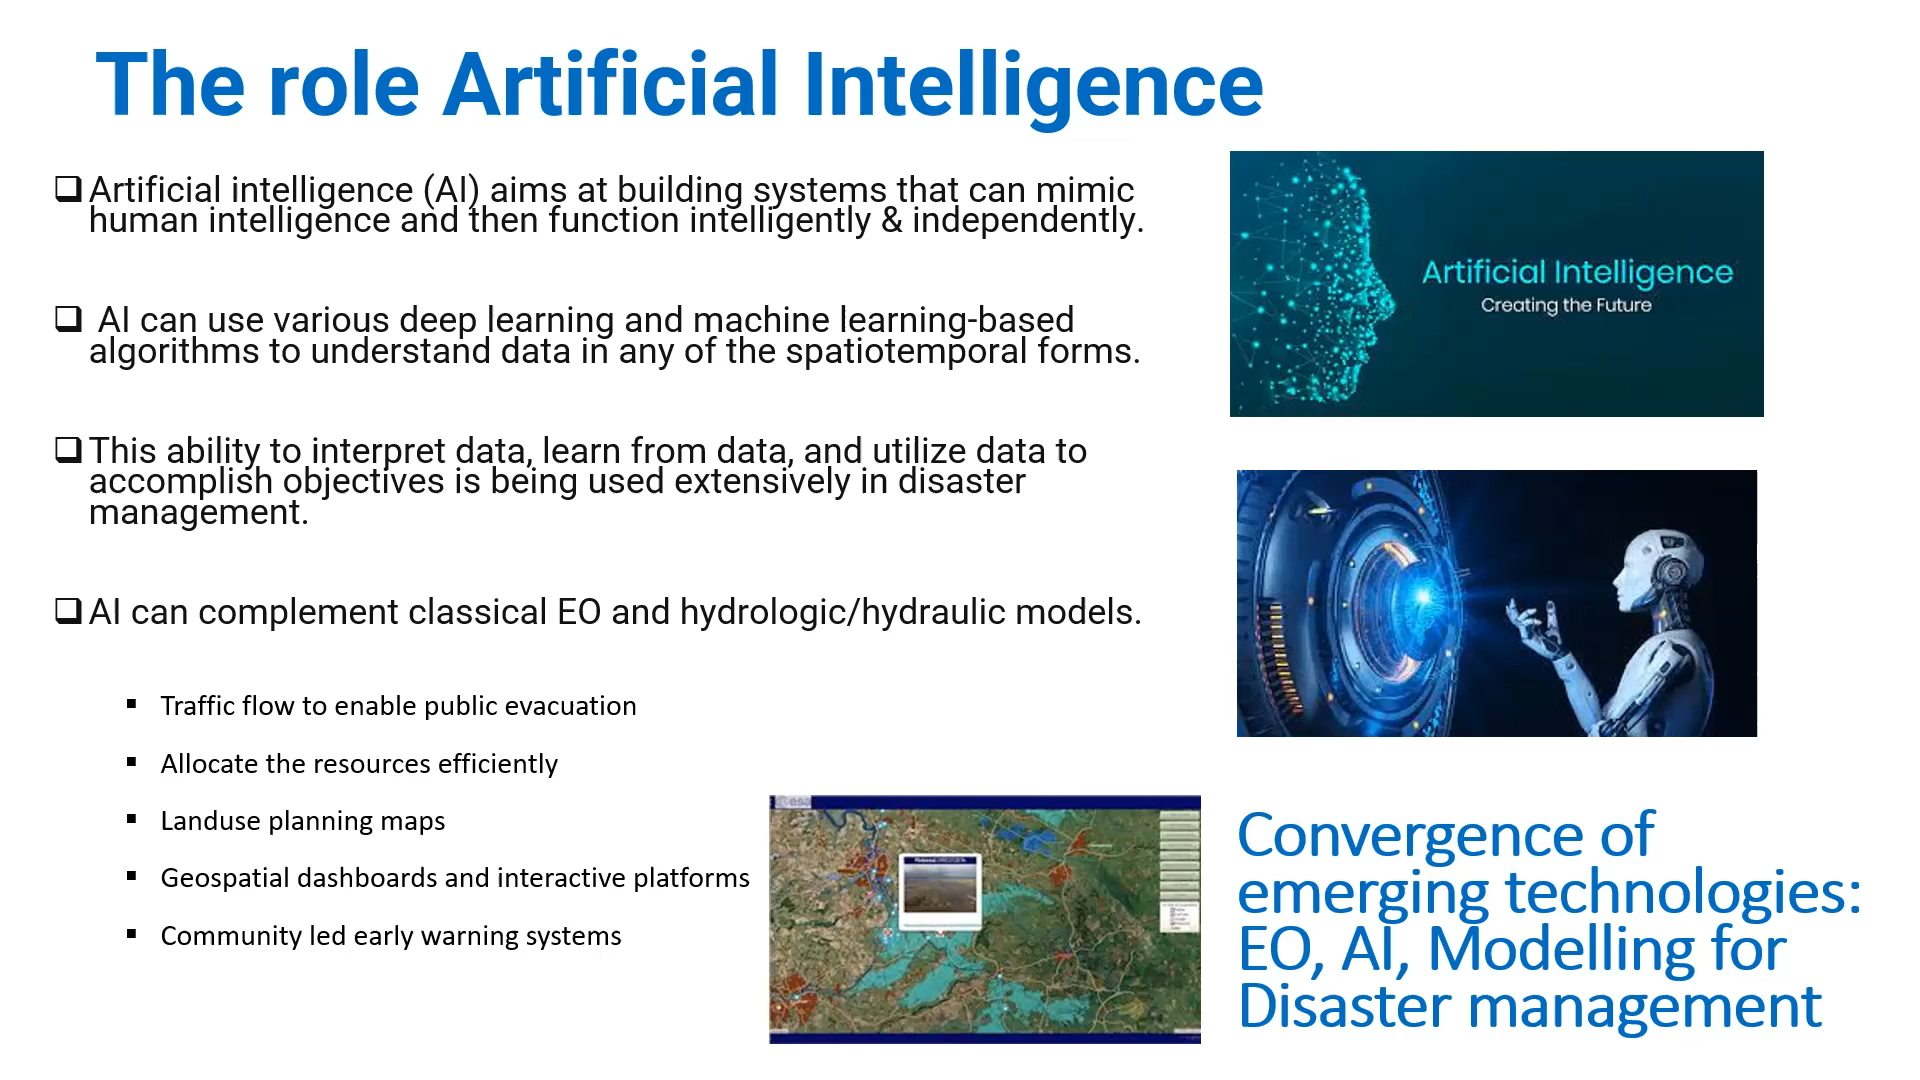 The role Artificial Intelligence
Artificial intelligence (AI) aims at building systems that can mimic
human intelligence and then function intelligently & independently.
AI can use various deep learning and machine learning-based
algorithms to understand data in any of the spatiotemporal forms.
This ability to interpret data, learn from data, and utilize data to
accomplish objectives is being used extensively in disaster
management.
AI can complement classical EO and hydrologic/hydraulic models.
Traffic flow to enable public evacuation
Allocate the resources efficiently
Landuse planning maps
Geospatial dashboards and interactive platforms
Community led early warning systems
Artificial Intelligence
Creating the Future
esa
Convergence of
emerging technologies:
EO, AI, Modelling for
Disaster management